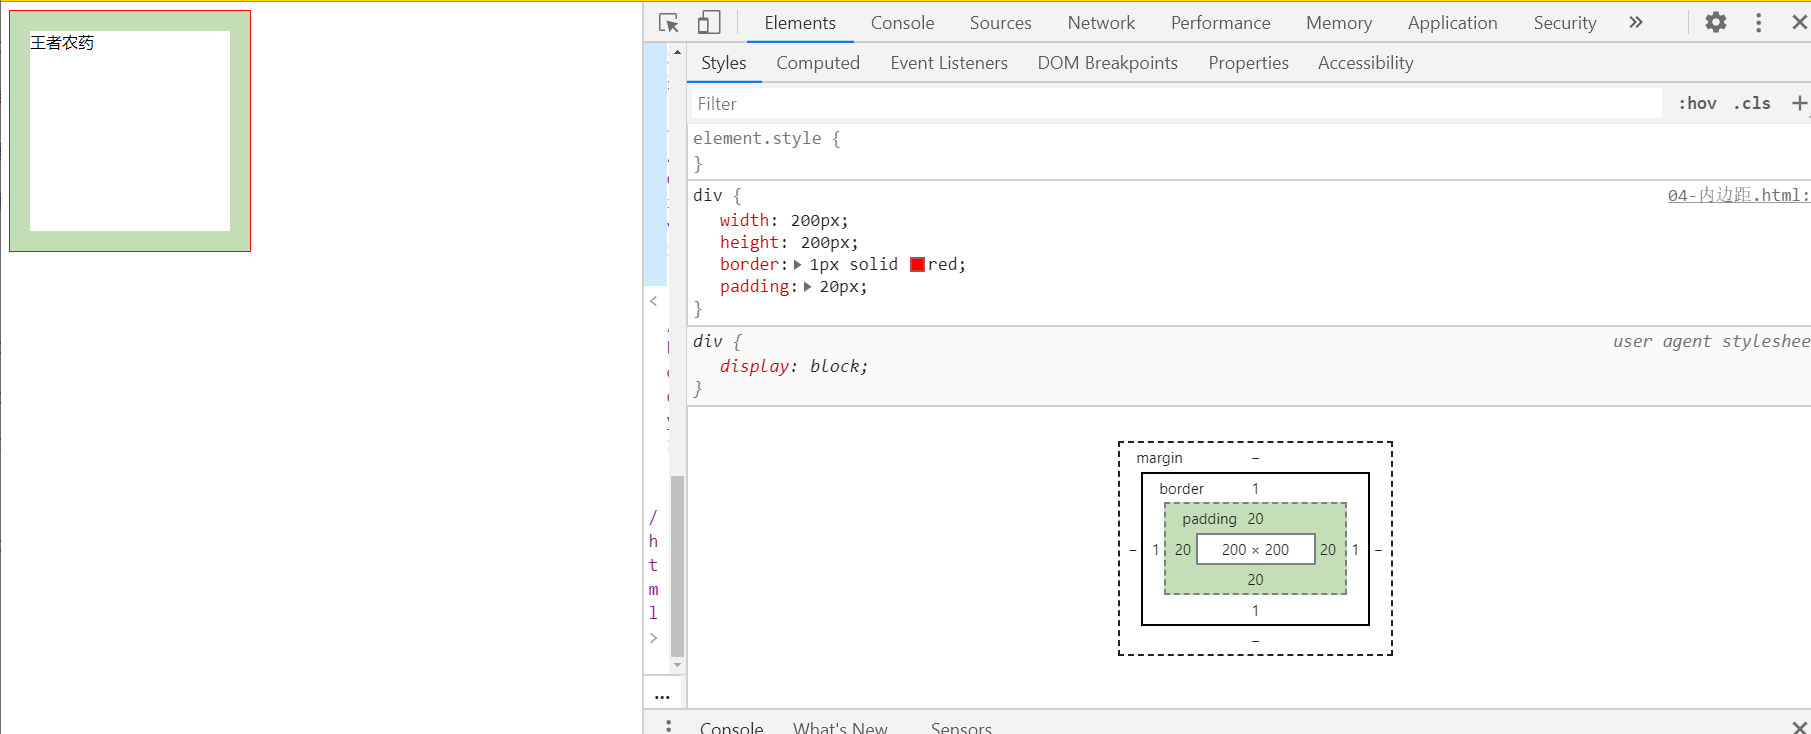 王者农药
Elements Console Sources Network Performance Memory Application Security »
Styles Computed Event Listeners DOM Breakpoints Properties Accessibility
Filter :hov .cls +
element.style {
}
div { 04-内边距.html:
width: 200px;
height: 200px;
border: 1px solid red;
padding: 20px;
}
div { user agent styleshee
display: block;
}
margin –
border 1
padding 20
– 1 20 200 × 200 20 1 –
20
1
–
<
/
h
t
m
l
>
...
Console What's New Sensors